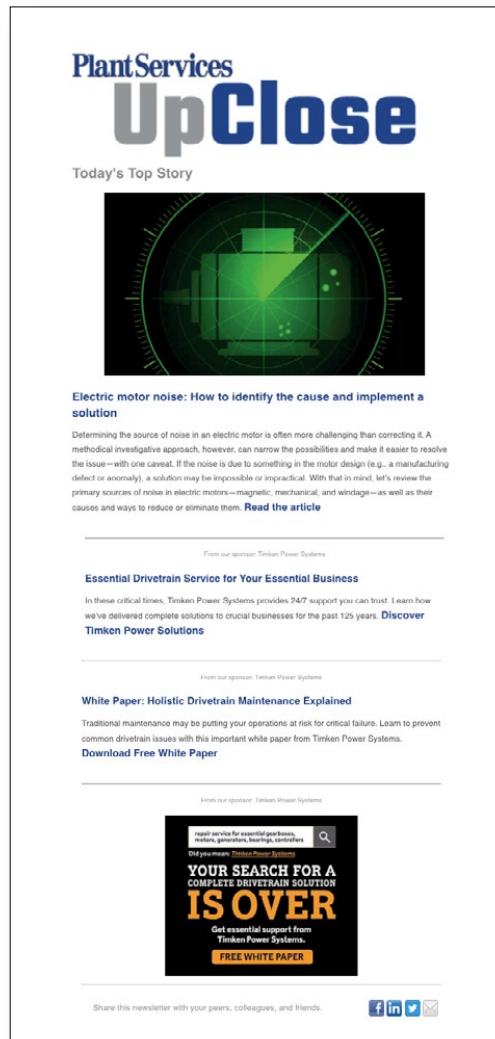 PlantServices
UpClose
Today's Top Story
Electric motor noise: How to identify the cause and implement a
solution
Determining the source of noise in an electric motor is often more challenging than correcting it. A
methodical investigative approach, however, can narrow the possibilities and make it easier to resolve
the issue—with one caveat. If the noise is due to something in the motor design (e.g., a manufacturing
defect or anomaly), a solution may be impossible or impractical. With that in mind, let's review the
primary sources of noise in electric motors—magnetic, mechanical, and windage—as well as their
causes and ways to reduce or eliminate them. Read the article
From our sponsor: Timken Power Systems
Essential Drivetrain Service for Your Essential Business
In these critical times, Timken Power Systems provides 24/7 support you can trust. Learn how
we've delivered complete solutions to crucial businesses for the past 125 years. Discover
Timken Power Solutions
From our sponsor: Timken Power Systems
White Paper: Holistic Drivetrain Maintenance Explained
Traditional maintenance may be putting your operations at risk for critical failure. Learn to prevent
common drivetrain issues with this important white paper from Timken Power Systems.
Download Free White Paper
From our sponsor: Timken Power Systems
repair service for essential gearboxes,
motors, generators, bearings, controllers
Did you mean: Timken Power Systems
YOUR SEARCH FOR A
COMPLETE DRIVETRAIN SOLUTION
IS OVER
Get essential support from
Timken Power Systems.
FREE WHITE PAPER
Share this newsletter with your peers, colleagues, and friends.